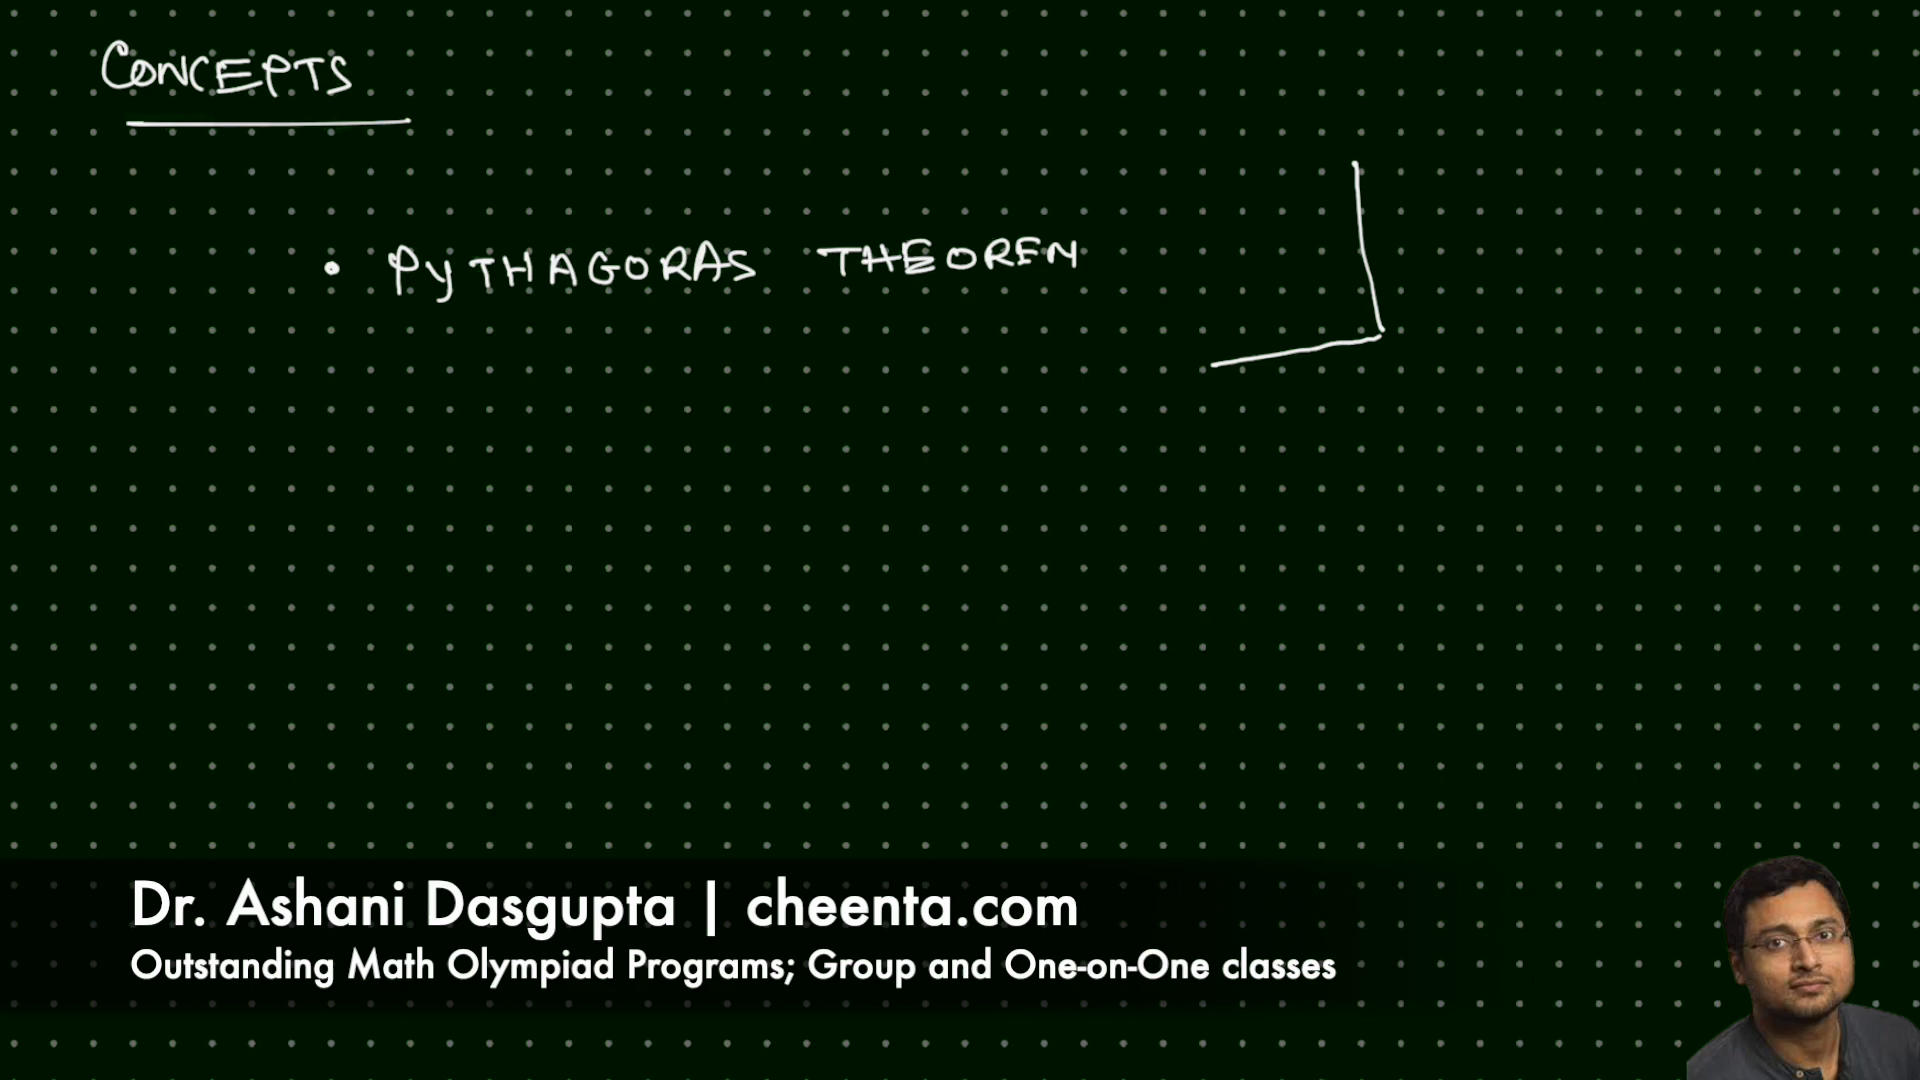 CONCEPTS
• PYTHAGORAS THEOREM
Dr. Ashani Dasgupta | cheenta.com
Outstanding Math Olympiad Programs; Group and One-on-One classes